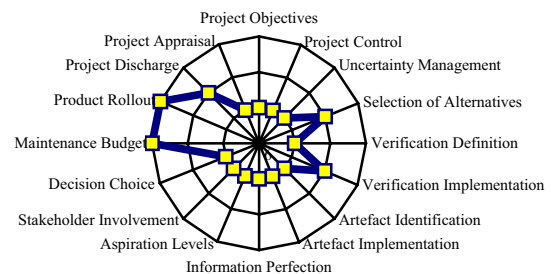 Project Objectives
Project Appraisal
Project Control
Project Discharge
Uncertainty Management
Product Rollout
Selection of Alternatives
Maintenance Budget
Verification Definition
Decision Choice
Verification Implementation
Stakeholder Involvement
Artefact Identification
Aspiration Levels
Artefact Implementation
Information Perfection